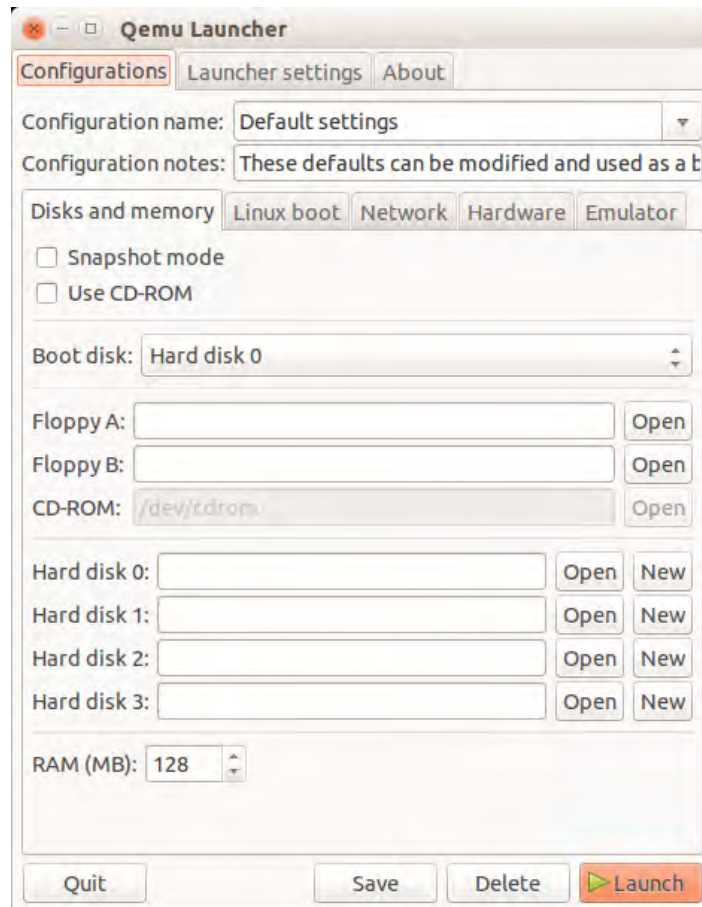 Qemu Launcher
Configurations Launcher settings About
Configuration name: Default settings
Configuration notes: These defaults can be modified and used as a b
Disks and memory Linux boot Network Hardware Emulator
Snapshot mode
Use CD-ROM
Boot disk: Hard disk 0
Floppy A: Open
Floppy B: Open
CD-ROM: /dev/cdrom Open
Hard disk 0: Open New
Hard disk 1: Open New
Hard disk 2: Open New
Hard disk 3: Open New
RAM (MB): 128
Quit Save Delete Launch